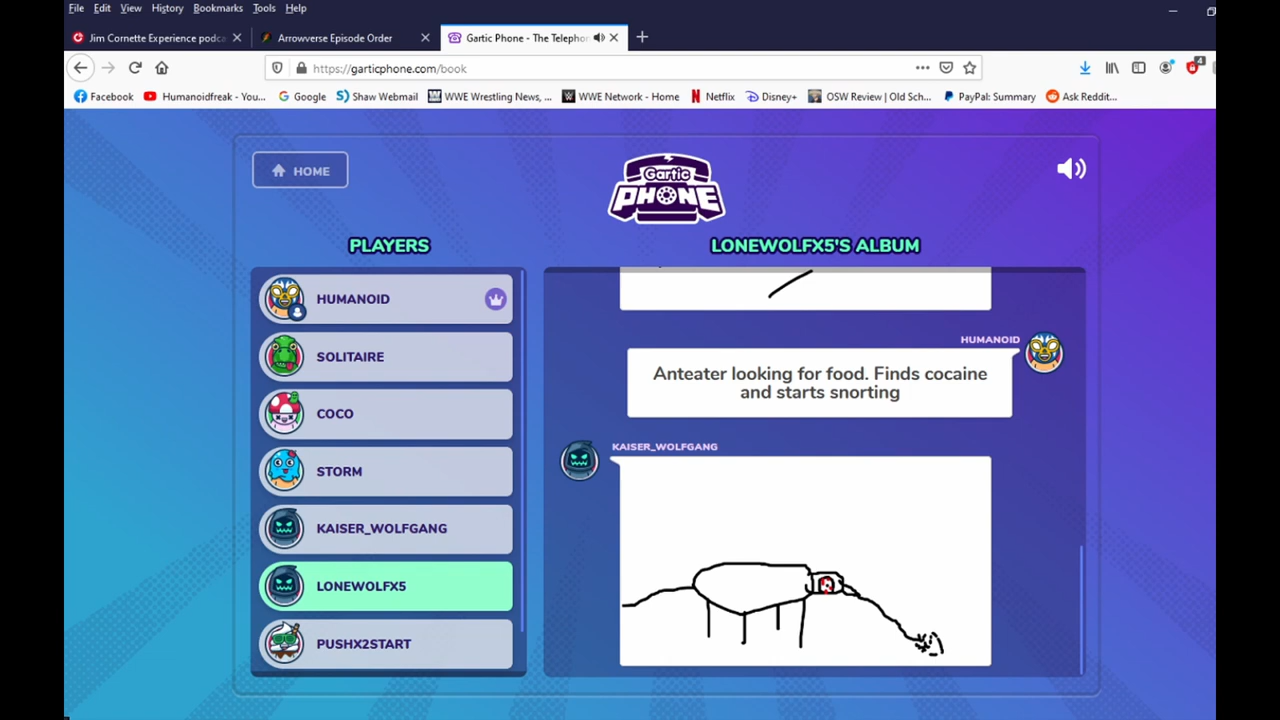 File Edit View History Bookmarks Tools Help
Jim Cornette Experience podca
Arrowverse Episode Order
Gartic Phone - The Telephon
https://garticphone.com/book
4
Facebook
Humanoidfreak - You...
Google
Shaw Webmail
WWE Wrestling News, ...
WWE Network - Home
Netflix
Disney+
OSW Review | Old Sch...
PayPal: Summary
Ask Reddit...
HOME
Gartic
PHONE
PLAYERS
LONEWOLFX5'S ALBUM
HUMANOID
SOLITAIRE
COCO
STORM
KAISER_WOLFGANG
LONEWOLFX5
PUSHX2START
HUMANOID
Anteater looking for food. Finds cocaine
and starts snorting
KAISER_WOLFGANG